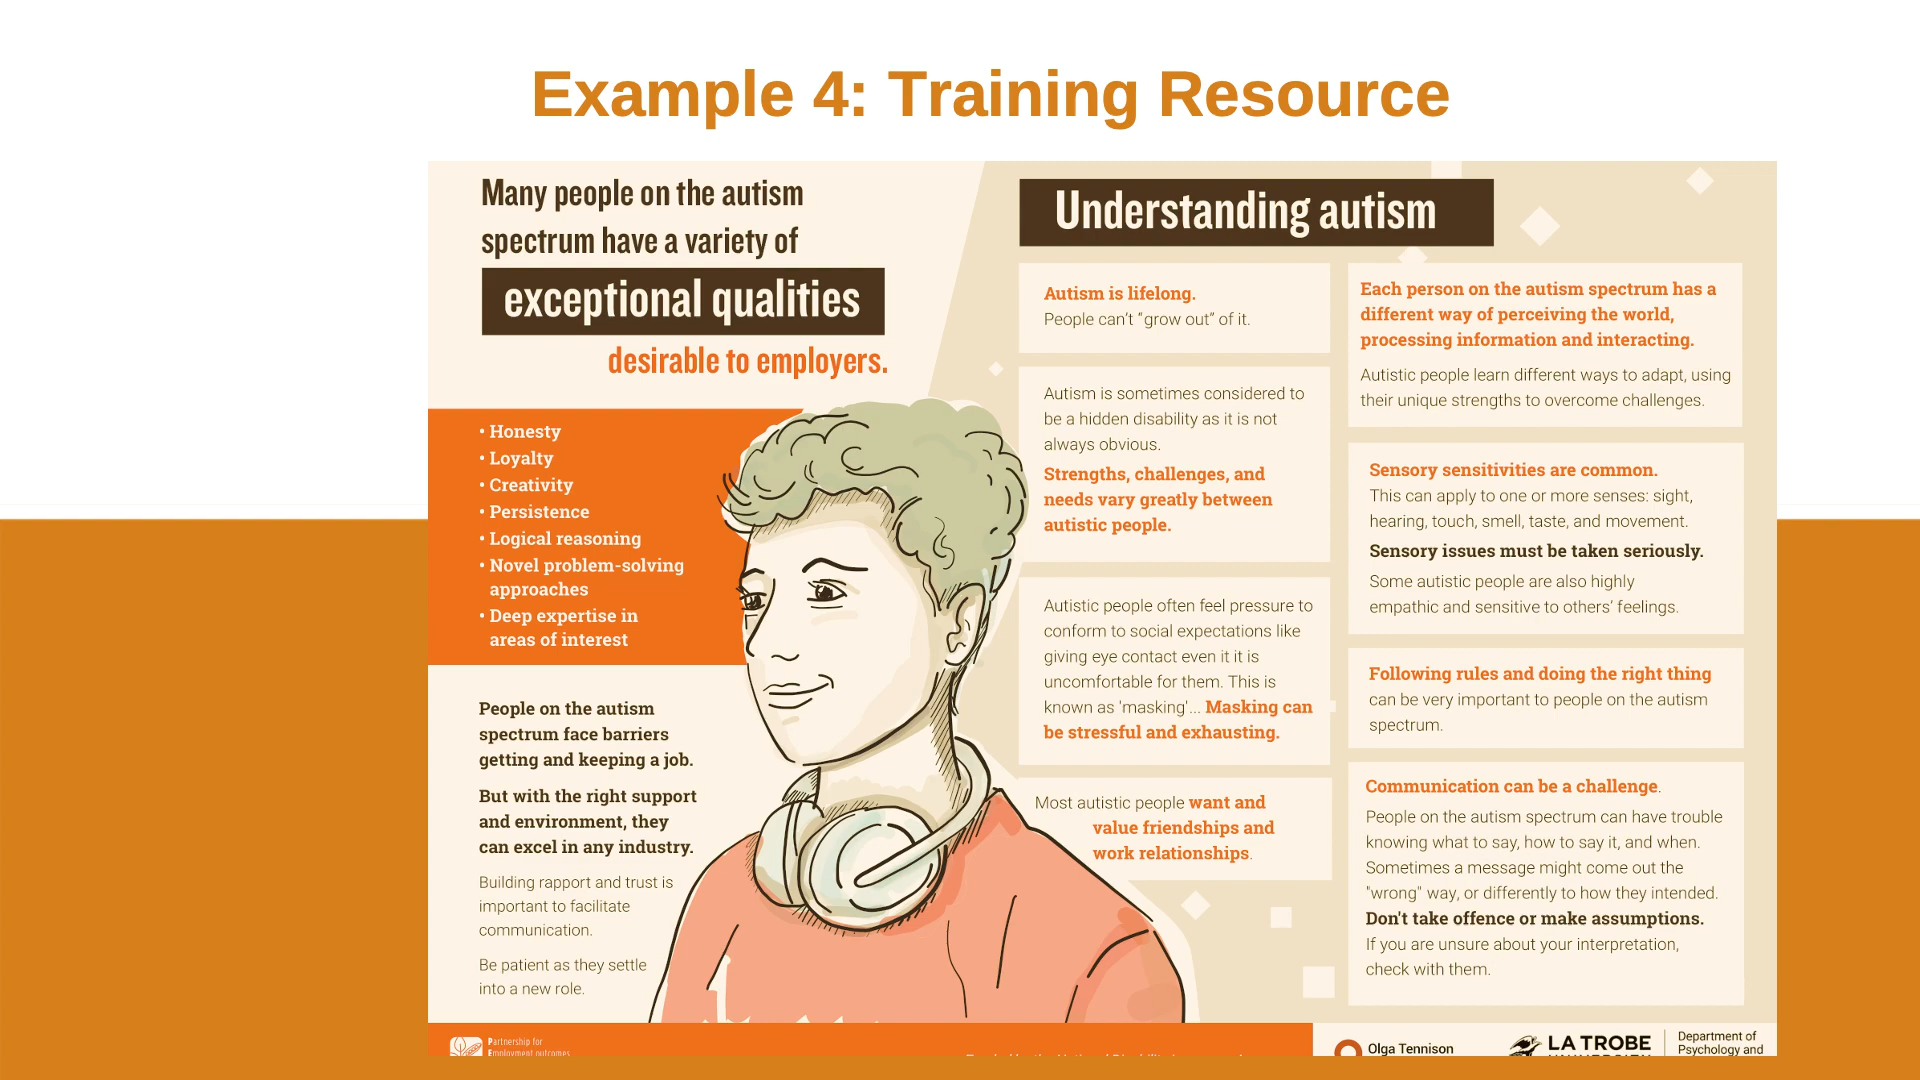 Example 4: Training Resource
Many people on the autism
spectrum have a variety of
exceptional qualities
desirable to employers.
• Honesty
• Loyalty
• Creativity
• Persistence
• Logical reasoning
• Novel problem-solving
approaches
• Deep expertise in
areas of interest
People on the autism
spectrum face barriers
getting and keeping a job.
But with the right support
and environment, they
can excel in any industry.
Building rapport and trust is
important to facilitate
communication.
Be patient as they settle
into a new role.
Understanding autism
Autism is lifelong.
People can't “grow out” of it.
Autism is sometimes considered to
be a hidden disability as it is not
always obvious.
Strengths, challenges, and
needs vary greatly between
autistic people.
Autistic people often feel pressure to
conform to social expectations like
giving eye contact even it it is
uncomfortable for them. This is
known as 'masking'... Masking can
be stressful and exhausting.
Most autistic people want and
value friendships and
work relationships.
Each person on the autism spectrum has a
different way of perceiving the world,
processing information and interacting.
Autistic people learn different ways to adapt, using
their unique strengths to overcome challenges.
Sensory sensitivities are common.
This can apply to one or more senses: sight,
hearing, touch, smell, taste, and movement.
Sensory issues must be taken seriously.
Some autistic people are also highly
empathic and sensitive to others' feelings.
Following rules and doing the right thing
can be very important to people on the autism
spectrum.
Communication can be a challenge.
People on the autism spectrum can have trouble
knowing what to say, how to say it, and when.
Sometimes a message might come out the
"wrong" way, or differently to how they intended.
Don't take offence or make assumptions.
If you are unsure about your interpretation,
check with them.
Partnership for
Employment outcomes
Olga Tennison
LA TROBE
UNIVERSITY
Department of
Psychology and